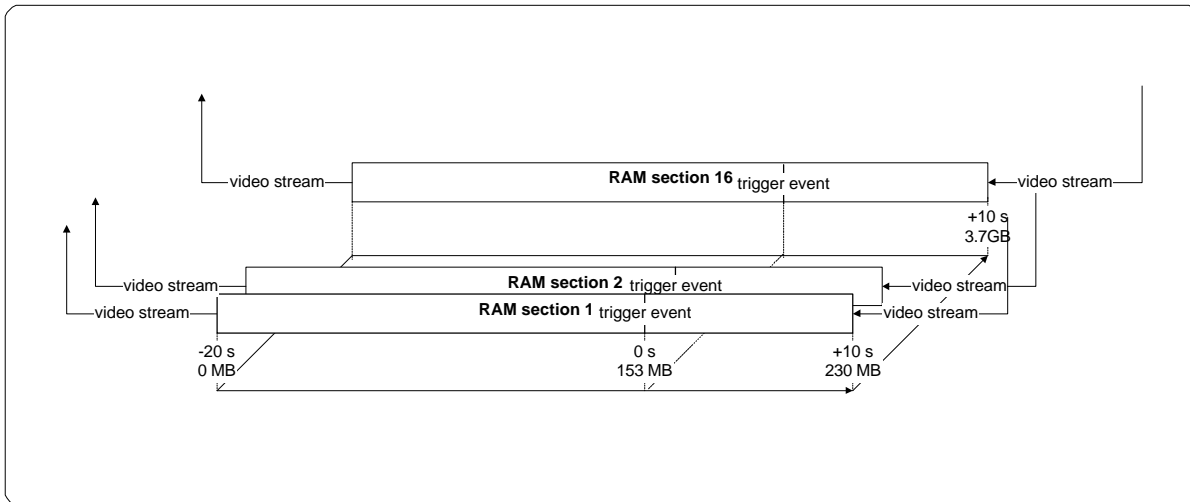 video stream
RAM section 16
trigger event
video stream
+10 s
3.7GB
video stream
RAM section 2
trigger event
video stream
video stream
RAM section 1
trigger event
video stream
-20 s
0 MB
0 s
153 MB
+10 s
230 MB